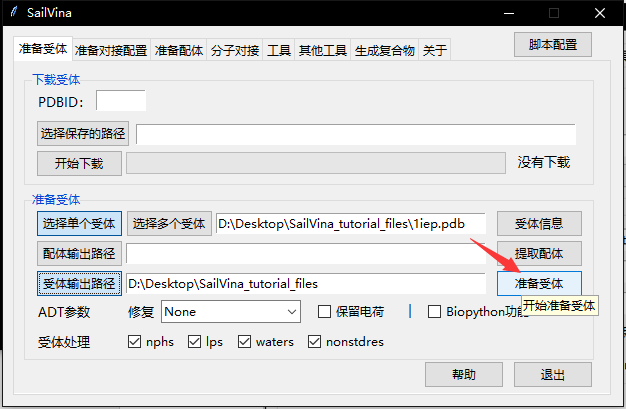 SailVina
准备受体 准备对接配置 准备配体 分子对接 工具 其他工具 生成复合物 关于 脚本配置
下载受体
PDBID：
选择保存的路径
开始下载 没有下载
准备受体
选择单个受体 选择多个受体 D:\Desktop\SailVina_tutorial_files\1iep.pdb 受体信息
配体输出路径 提取配体
受体输出路径 D:\Desktop\SailVina_tutorial_files 准备受体
开始准备受体
ADT参数 修复 None 保留电荷 | Biopython功能
受体处理 nphs lps waters nonstdres
帮助 退出